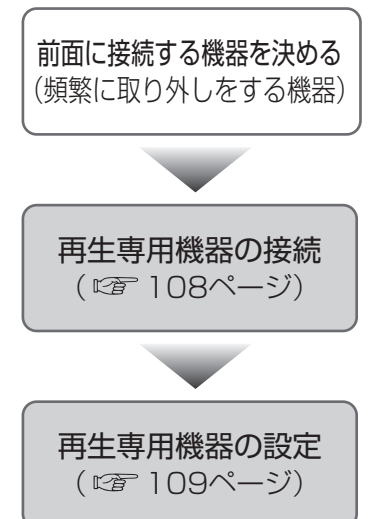 前面に接続する機器を決める
(頻繁に取り外しをする機器)
再生専用機器の接続
(☞ 108ページ)
再生専用機器の設定
(☞ 109ページ)